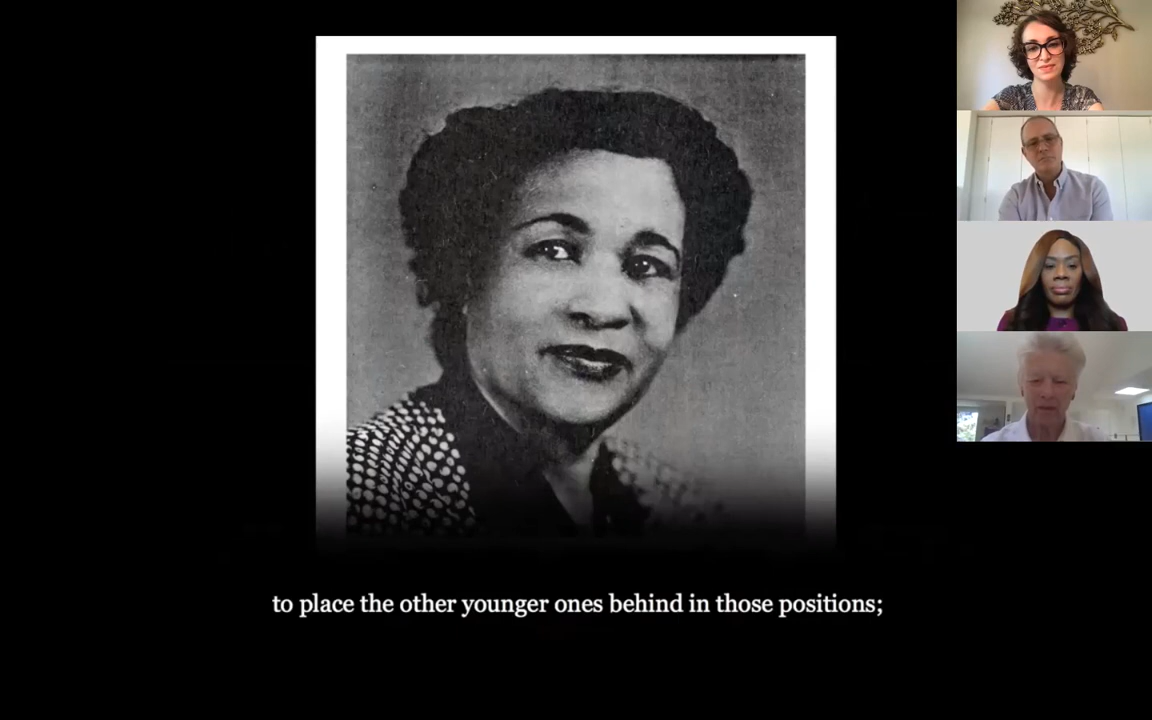 to place the other younger ones behind in those positions;